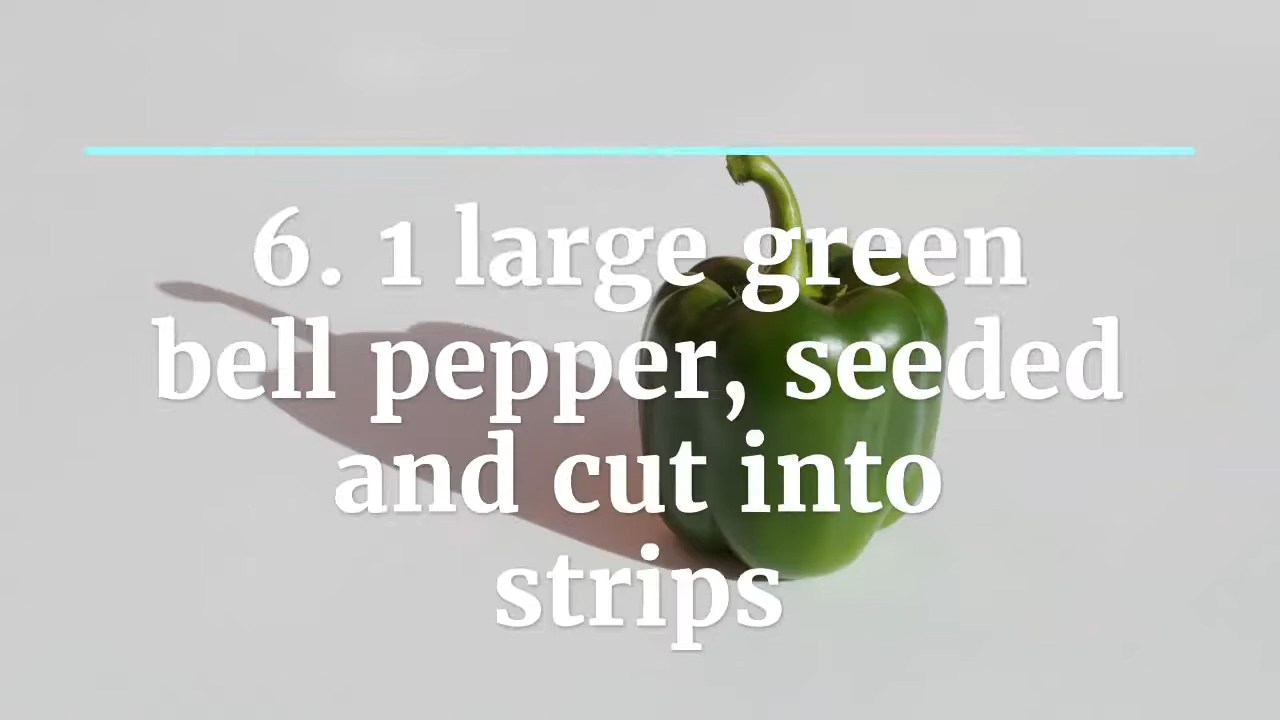 6. 1 large green
bell pepper, seeded
and cut into
strips